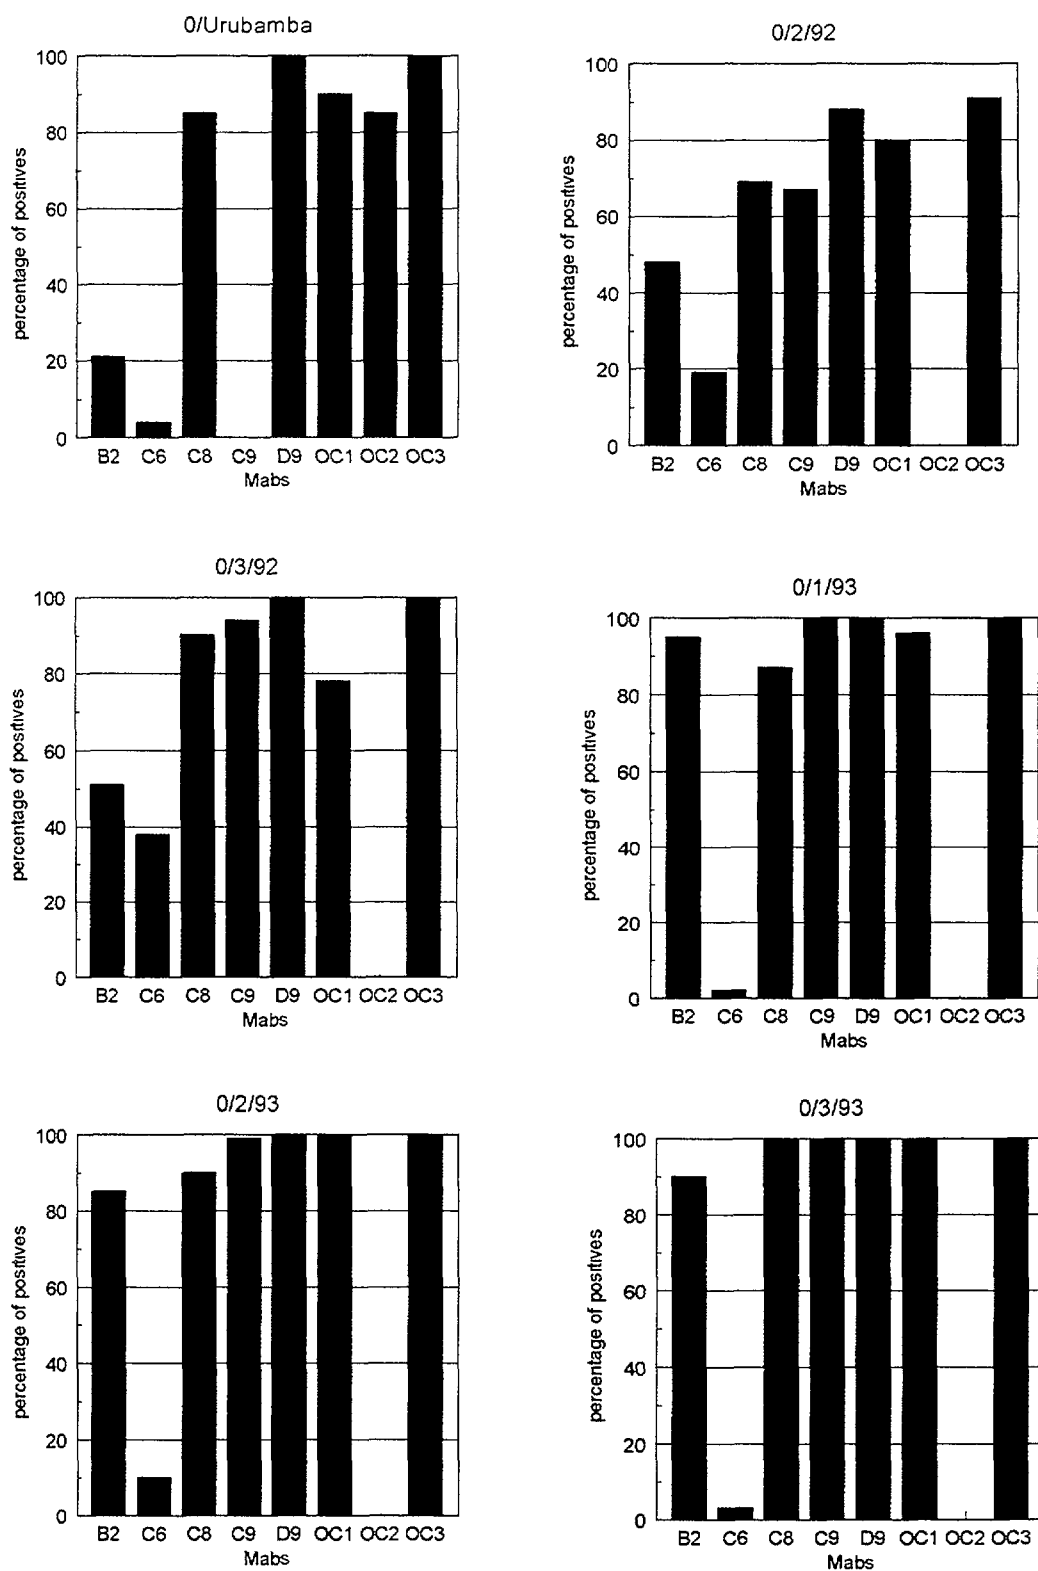 0/Urubamba
percentage of positives
100
80
60
40
20
0
B2 C6 C8 C9 D9 OC1 OC2 OC3
Mabs
0/2/92
percentage of positives
100
80
60
40
20
0
B2 C6 C8 C9 D9 OC1 OC2 OC3
Mabs
0/3/92
percentage of positives
100
80
60
40
20
0
B2 C6 C8 C9 D9 OC1 OC2 OC3
Mabs
0/1/93
percentage of positives
100
80
60
40
20
0
B2 C6 C8 C9 D9 OC1 OC2 OC3
Mabs
0/2/93
percentage of positives
100
80
60
40
20
0
B2 C6 C8 C9 D9 OC1 OC2 OC3
Mabs
0/3/93
percentage of positives
100
80
60
40
20
0
B2 C6 C8 C9 D9 OC1 OC2 OC3
Mabs